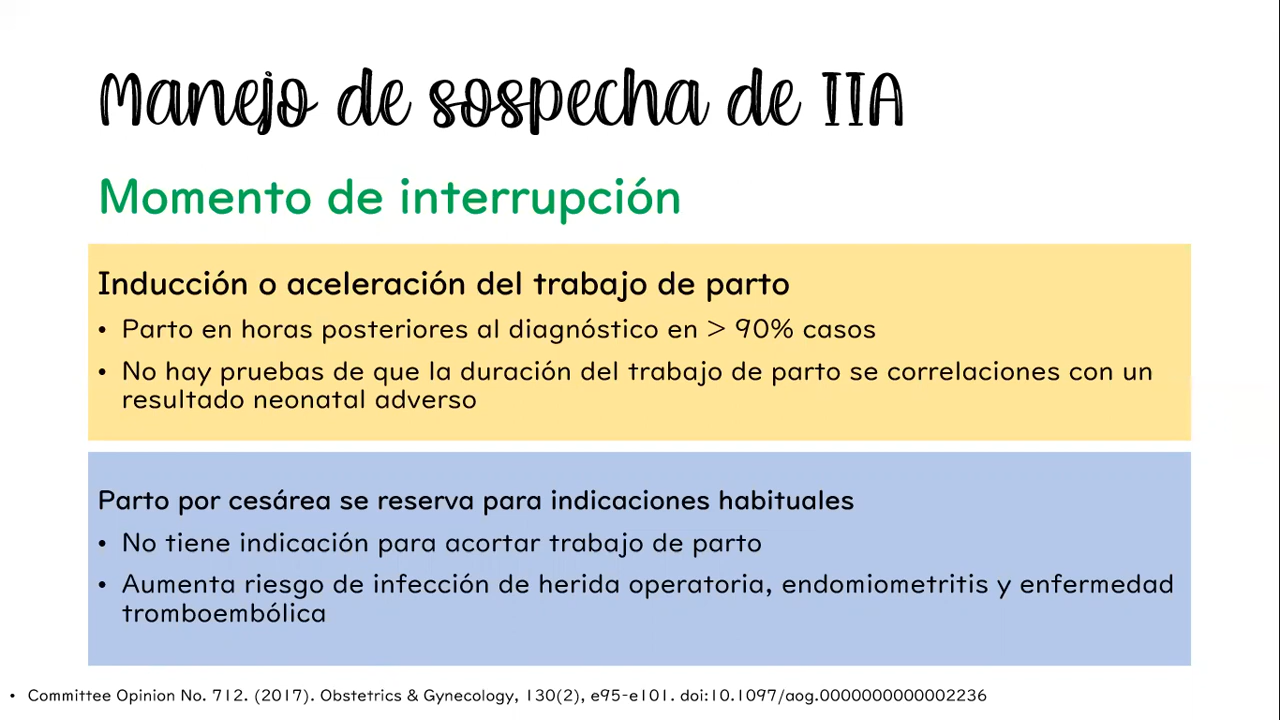 Manejo de sospecha de IIA
Momento de interrupción
Inducción o aceleración del trabajo de parto
• Parto en horas posteriores al diagnóstico en > 90% casos
• No hay pruebas de que la duración del trabajo de parto se correlaciones con un
resultado neonatal adverso
Parto por cesárea se reserva para indicaciones habituales
• No tiene indicación para acortar trabajo de parto
• Aumenta riesgo de infección de herida operatoria, endomiometritis y enfermedad
tromboembólica
• Committee Opinion No. 712. (2017). Obstetrics & Gynecology, 130(2), e95-e101. doi:10.1097/aog.0000000000002236